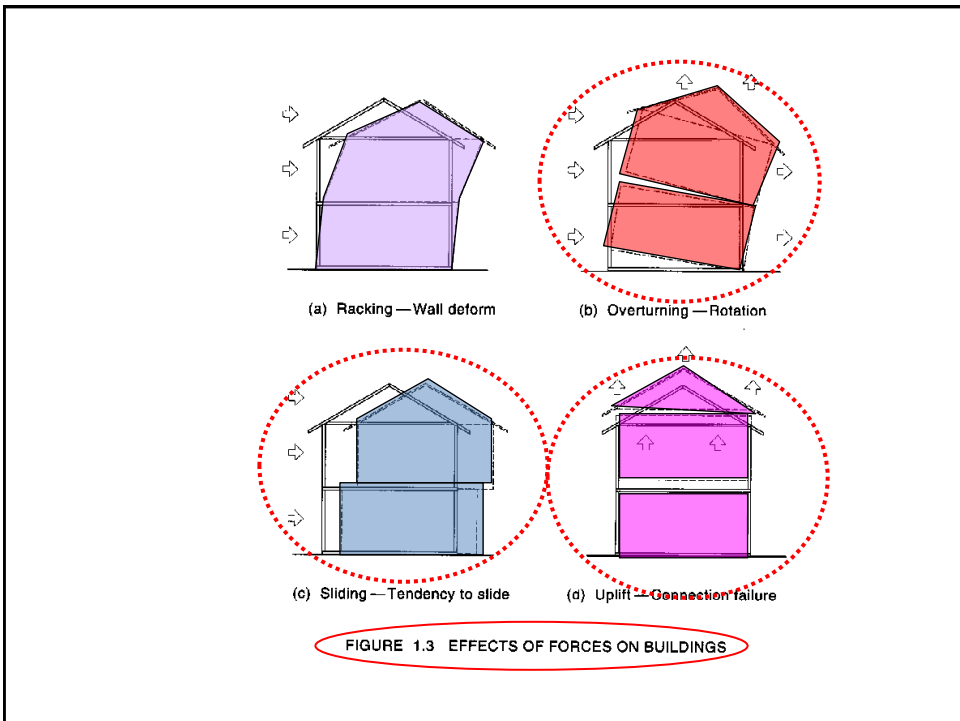 (a) Racking—Wall deform
(b) Overturning—Rotation
(c) Sliding—Tendency to slide
(d) Uplift—Connection failure
FIGURE 1.3 EFFECTS OF FORCES ON BUILDINGS